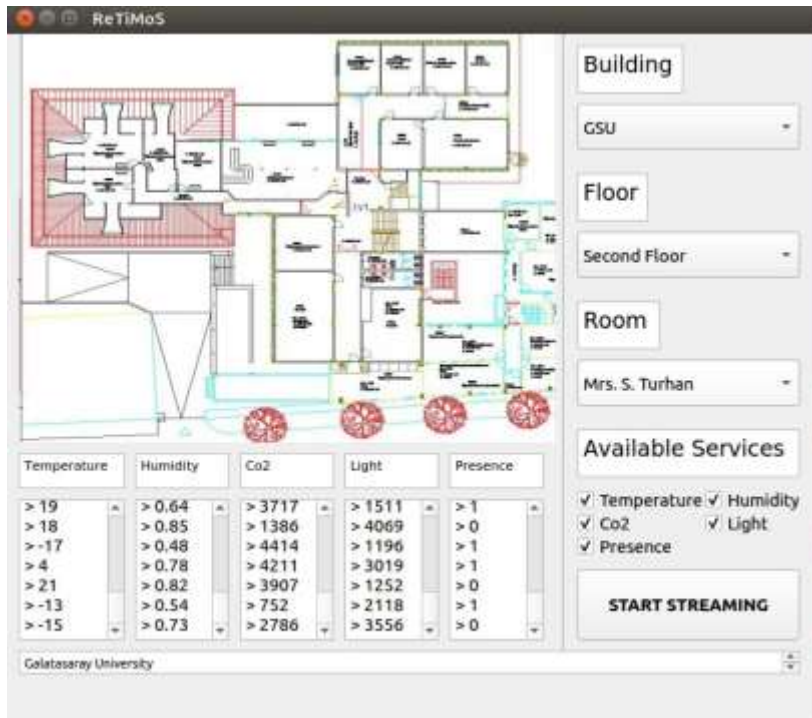 ReTiMoS
Building
GSU
Floor
Second Floor
Room
Mrs. S. Turhan
Available Services
✓ Temperature ✓ Humidity
✓ Co2 ✓ Light
✓ Presence
START STREAMING
Temperature Humidity Co2 Light Presence
> 19 > 0.64 > 3717 > 1511 > 1
> 18 > 0.85 > 1386 > 4069 > 0
> -17 > 0.48 > 4414 > 1196 > 1
> 4 > 0.78 > 4211 > 3019 > 1
> 21 > 0.82 > 3907 > 1252 > 0
> -13 > 0.54 > 752 > 2118 > 1
> -15 > 0.73 > 2786 > 3556 > 0
Galatasaray University